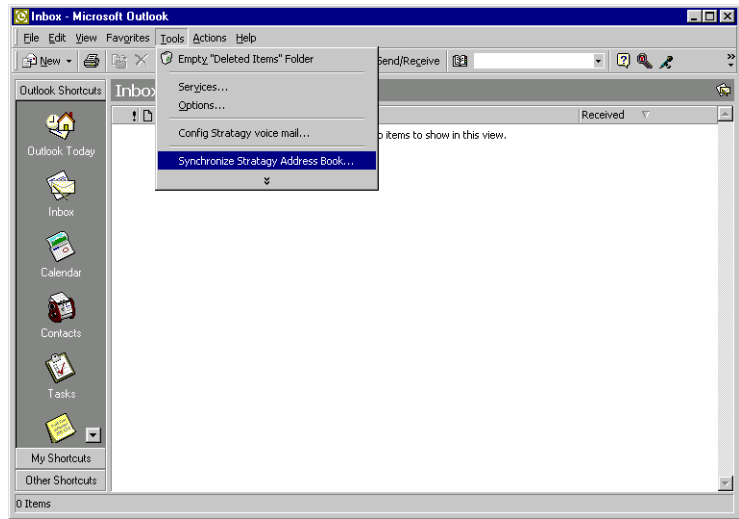 Inbox - Microsoft Outlook
File Edit View Favorites Tools Actions Help
New Send/Receive
Outlook Shortcuts
Inbox
Empty "Deleted Items" Folder
Services...
Options...
Config Stratagy voice mail...
Synchronize Stratagy Address Book...
Received
items to show in this view.
Outlook Today
Inbox
Calendar
Contacts
Tasks
My Shortcuts
Other Shortcuts
0 Items